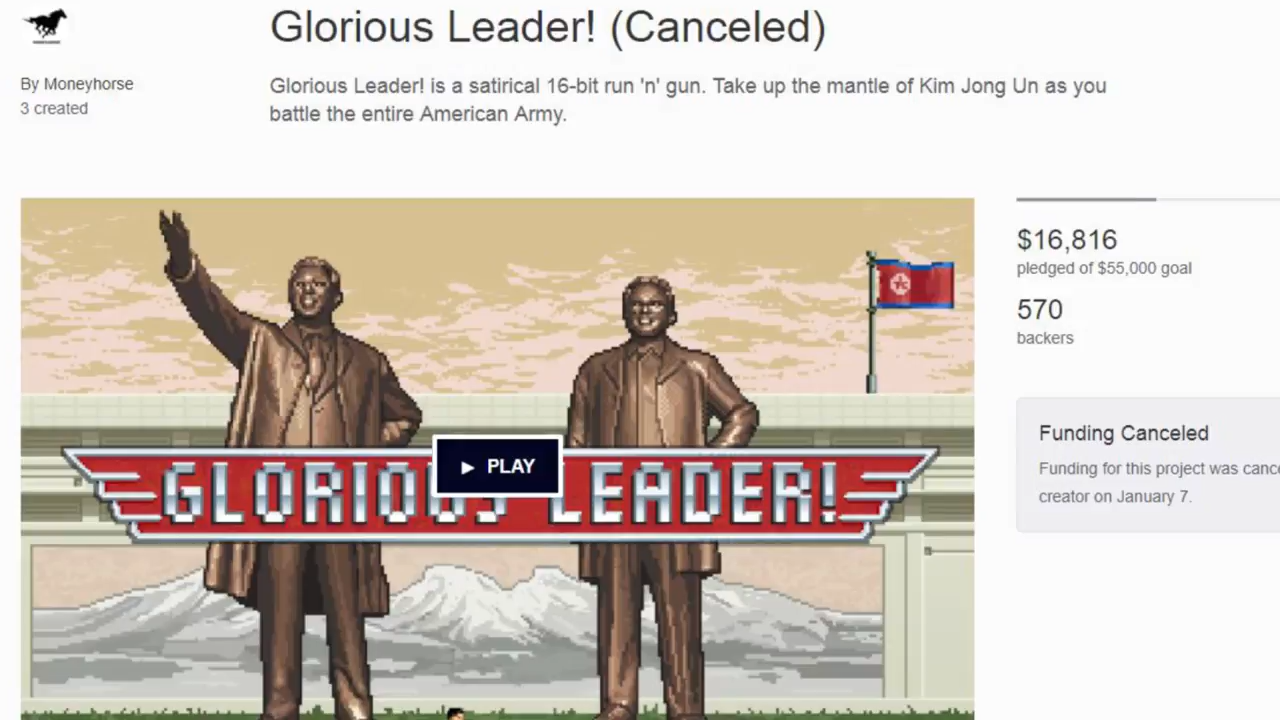 Glorious Leader! (Canceled)
By Moneyhorse
3 created
Glorious Leader! is a satirical 16-bit run 'n' gun. Take up the mantle of Kim Jong Un as you
battle the entire American Army.
$16,816
pledged of $55,000 goal
570
backers
PLAY
GLORIOUS LEADER!
Funding Canceled
Funding for this project was
creator on January 7.